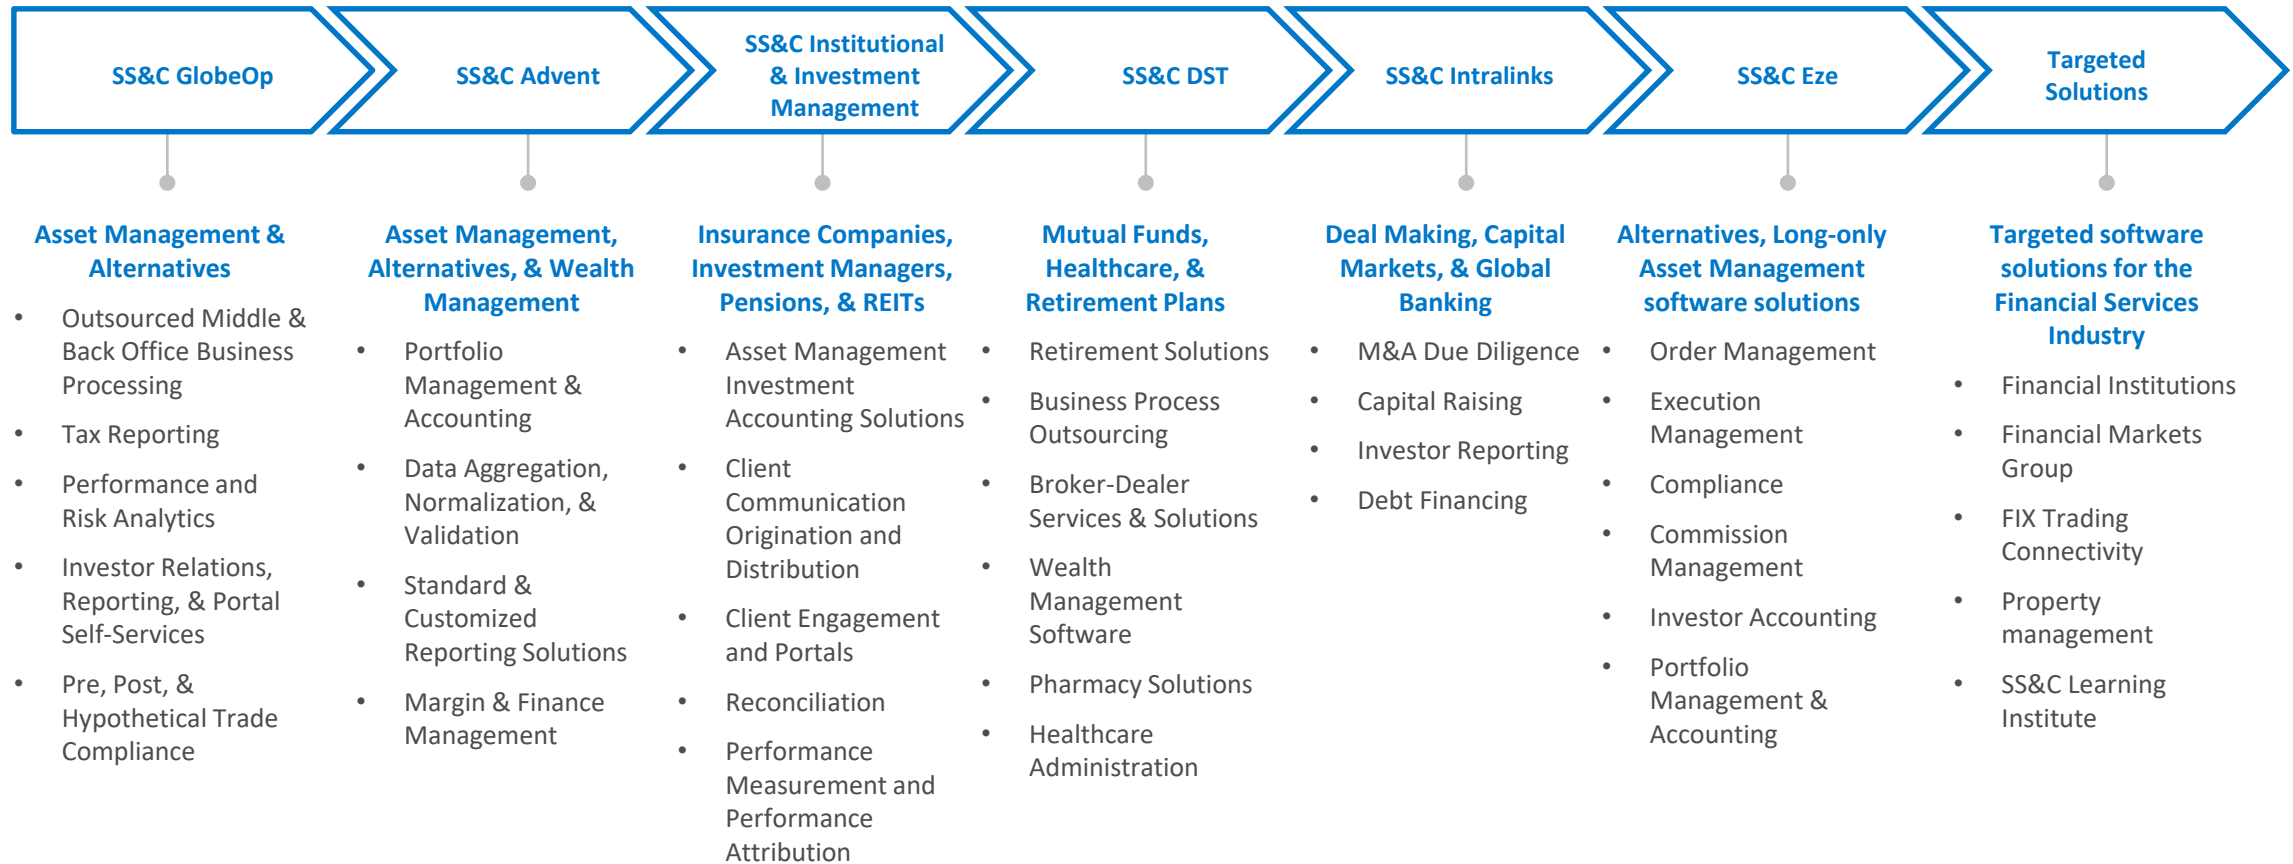 SS&C GlobeOp
SS&C Advent
SS&C Institutional
& Investment
Management
SS&C DST
SS&C Intralinks
SS&C Eze
Targeted
Solutions
Asset Management &
Alternatives
• Outsourced Middle &
Back Office Business
Processing
• Tax Reporting
• Performance and
Risk Analytics
• Investor Relations,
Reporting, & Portal
Self-Services
• Pre, Post, &
Hypothetical Trade
Compliance
Asset Management,
Alternatives, & Wealth
Management
• Portfolio
Management &
Accounting
• Data Aggregation,
Normalization, &
Validation
• Standard &
Customized
Reporting Solutions
• Margin & Finance
Management
Insurance Companies,
Investment Managers,
Pensions, & REITs
• Asset Management
Investment
Accounting Solutions
• Client
Communication
Origination and
Distribution
• Client Engagement
and Portals
• Reconciliation
• Performance
Measurement and
Performance
Attribution
Mutual Funds,
Healthcare, &
Retirement Plans
• Retirement Solutions
• Business Process
Outsourcing
• Broker-Dealer
Services & Solutions
• Wealth
Management
Software
• Pharmacy Solutions
• Healthcare
Administration
Deal Making, Capital
Markets, & Global
Banking
• M&A Due Diligence
• Capital Raising
• Investor Reporting
• Debt Financing
Alternatives, Long-only
Asset Management
software solutions
• Order Management
• Execution
Management
• Compliance
• Commission
Management
• Investor Accounting
• Portfolio
Management &
Accounting
Targeted software
solutions for the
Financial Services
Industry
• Financial Institutions
• Financial Markets
Group
• FIX Trading
Connectivity
• Property
management
• SS&C Learning
Institute